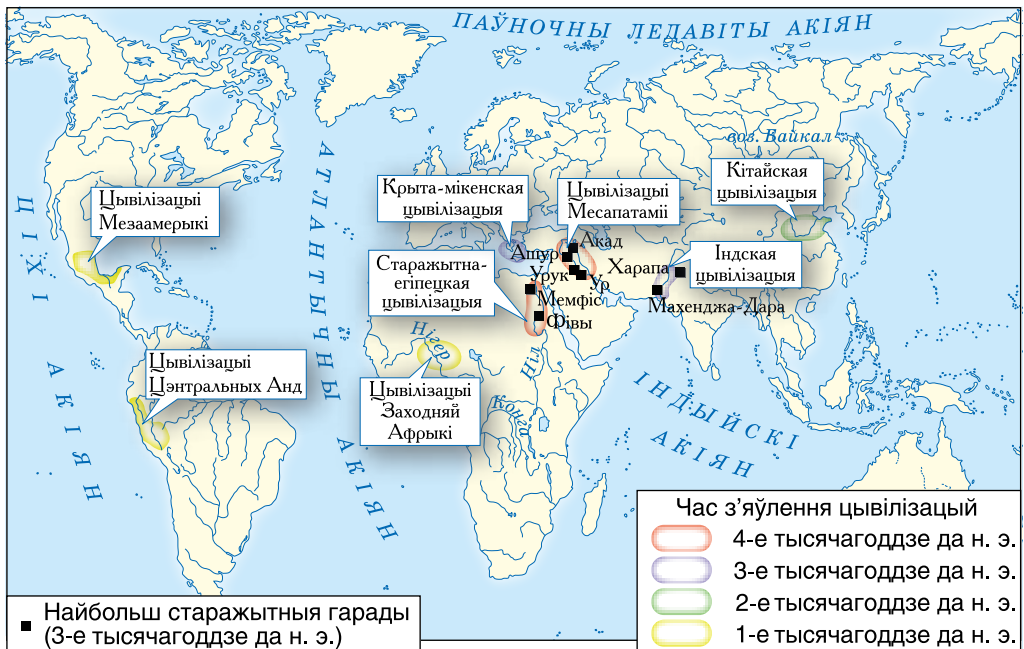 ПАЎНОЧНЫ ЛЕДАВІТЫ АКІЯН
воз. Байкал
Кітайская
цывілізацыя
Крыта-мікенская
цывілізацыя
Цывілізацыі
Месапатаміі
Цывілізацыі
Мезаамерыкі
ЦІХІ АКІЯН
АТЛАНТЫЧНЫ АКІЯН
Акад
Ашур
Урук
Ур
Харапа
Індская
цывілізацыя
Старажытна-
егіпецкая
цывілізацыя
Мемфіс
Фівы
Махенджа-Дара
Нігер
Ніл
Конга
Цывілізацыі
Цэнтральных Анд
Цывілізацыі
Заходняй
Афрыкі
ІНДЫЙСКІ
АКІЯН
Час з'яўлення цывілізацый
4-е тысячагоддзе да н. э.
3-е тысячагоддзе да н. э.
2-е тысячагоддзе да н. э.
1-е тысячагоддзе да н. э.
Найбольш старажытныя гарады
(3-е тысячагоддзе да н. э.)